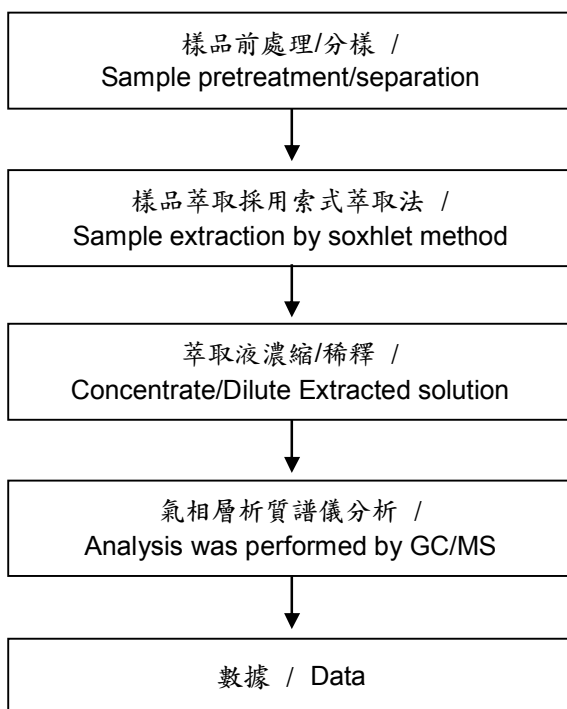 樣品前處理/分樣 /
Sample pretreatment/separation
樣品萃取採用索式萃取法 /
Sample extraction by soxhlet method
萃取液濃縮/稀釋 /
Concentrate/Dilute Extracted solution
氣相層析質譜儀分析 /
Analysis was performed by GC/MS
數據 / Data